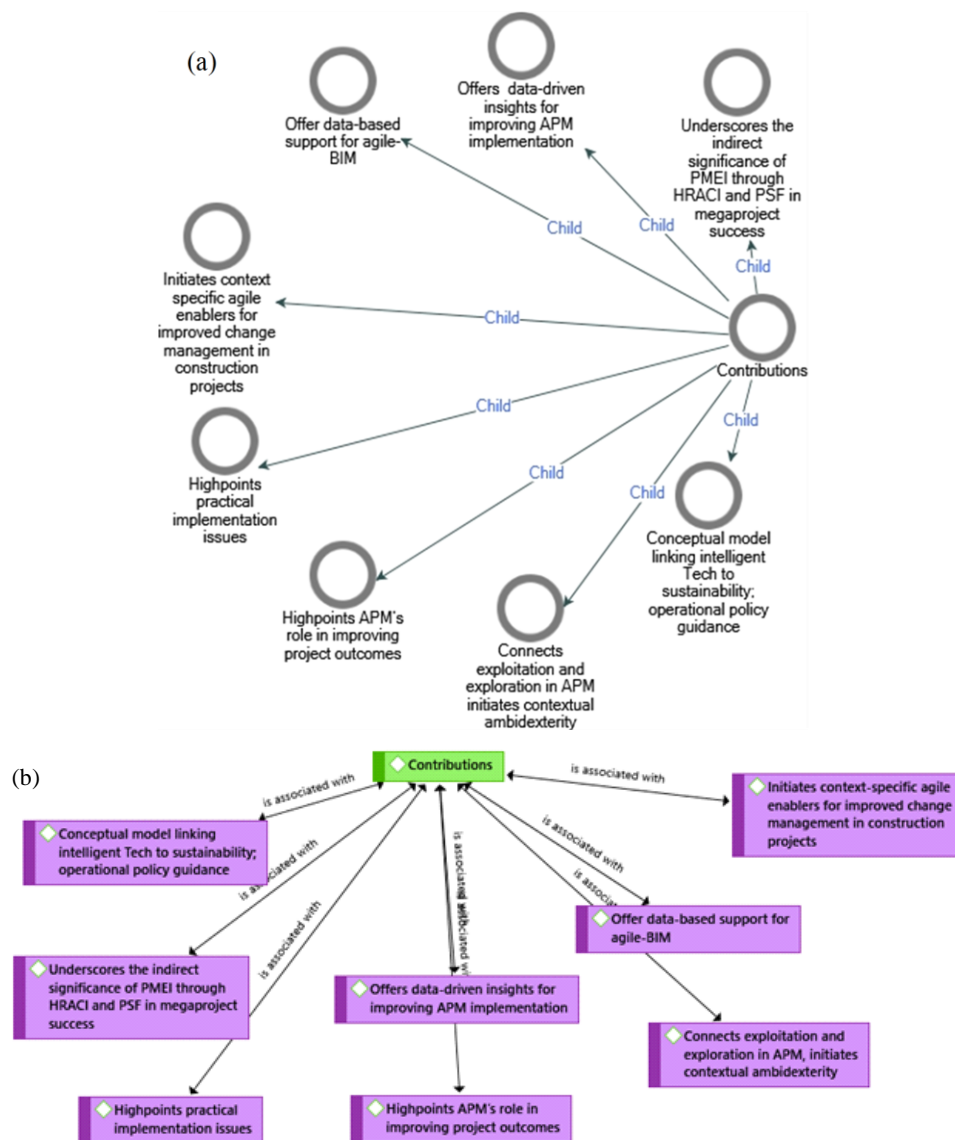 (a)
Offer data-based
support for agile-
BIM
Offers data-driven
insights for
improving APM
implementation
Underscores the
indirect
significance of
PMEI through
HRACI and PSF in
megaproject
success
Child
Child
Child
Initiates context
specific agile
enablers for
improved change
management in
construction
projects
Child
Contributions
Child
Child
Highpoints
practical
implementation
issues
Child
Child
Conceptual model
linking intelligent
Tech to
sustainability;
operational policy
guidance
Highpoints APM's
role in improving
project outcomes
Connects
exploitation and
exploration in APM
initiates contextual
ambidexterity
(b)
Contributions
is associated with
is associated with
Initiates context-specific agile
enablers for improved change
management in construction
projects
Conceptual model linking
intelligent Tech to sustainability;
operational policy guidance
is associated with
is associated with
is associated with
is associated with
Offer data-based support for
agile-BIM
is associated with
Underscores the indirect
significance of PMEI through
HRACI and PSF in megaproject
success
Offers data-driven insights for
improving APM implementation
Connects exploitation and
exploration in APM, initiates
contextual ambidexterity
Highpoints practical
implementation issues
Highpoints APM's role in
improving project outcomes